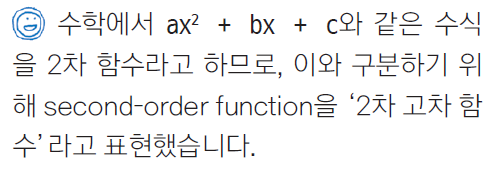 수학에서 ax² + bx + c와 같은 수식
을 2차 함수라고 하므로, 이와 구분하기 위
해 second-order function을 ‘2차 고차 함
수’라고 표현했습니다.